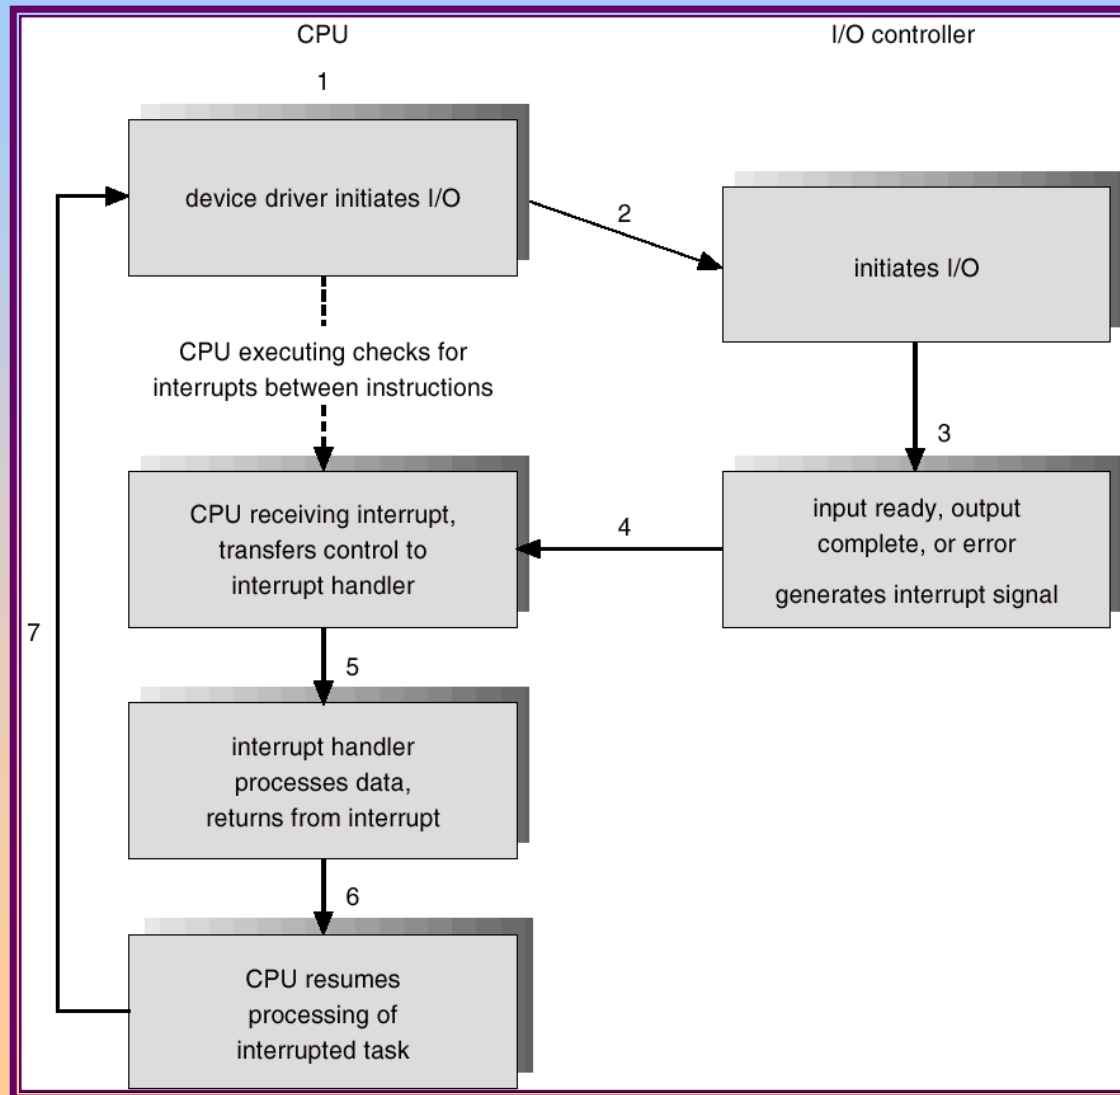 CPU
I/O controller
1
device driver initiates I/O
2
initiates I/O
CPU executing checks for
interrupts between instructions
3
CPU receiving interrupt,
transfers control to
interrupt handler
4
input ready, output
complete, or error
generates interrupt signal
7
5
interrupt handler
processes data,
returns from interrupt
6
CPU resumes
processing of
interrupted task